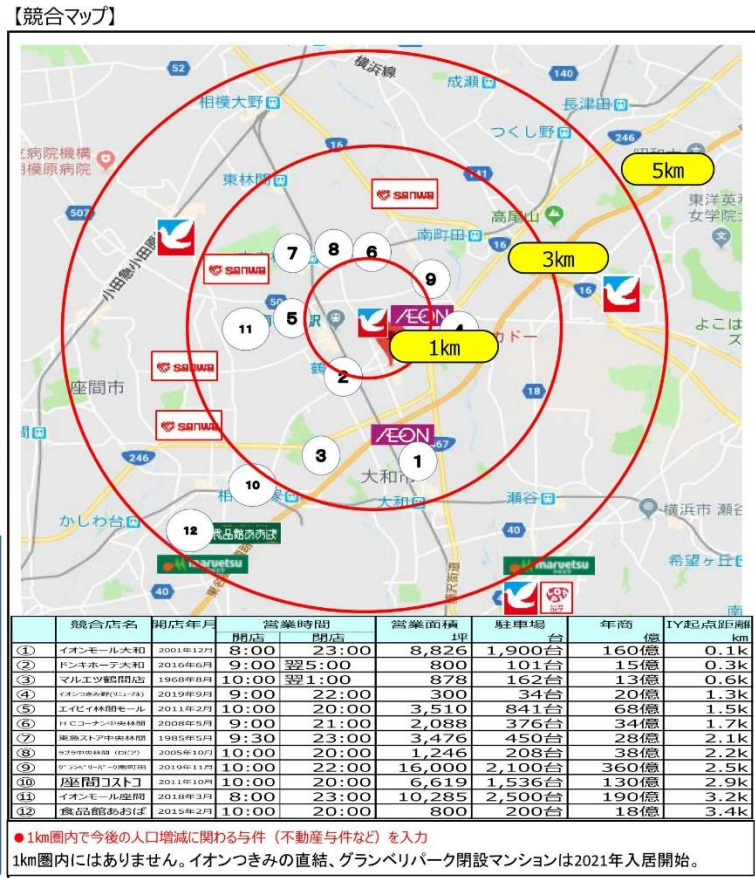 【競合マップ】
52
横浜線
成瀬
140
相模大野
長津田
つくし野
246
16
病院機構
模原病院
東林間
sanwa
141
5km
東洋英
女学院
507
小田急小田原
高尾山
南町田
16
7
8
6
3km
sanwa
9
16
50
5
駅
ÆON
11
カドー
よこは
ズ
1km
2
sanwa
座間市
18
sanwa
ÆON
246
3
67
1
大和市
10
大和
瀬谷
横浜市 瀬谷
かしわ台
12
食品館あおば
40
maruetsu
maruetsu
希望ヶ丘
40
競合店名 開店年月 営業時間 営業面積 駐車場 年商 IY起点距離
開店 閉店 坪 台 億 km
① イオンモール大和 2001年12月 8:00 23:00 8,826 1,900台 160億 0.1k
② ドンキホーテ大和 2016年6月 9:00 翌5:00 800 101台 15億 0.3k
③ マルエツ鶴間店 1968年8月 10:00 翌1:00 878 162台 13億 0.6k
④ イオンつきみ野(リニューアル) 2019年9月 9:00 22:00 300 34台 20億 1.3k
⑤ エイビイ林間モール 2011年2月 10:00 20:00 3,510 841台 68億 1.5k
⑥ HCコーナン中央林間 2008年5月 9:00 21:00 2,088 376台 34億 1.7k
⑦ 東急ストア中央林間 1985年5月 9:30 23:00 3,476 450台 28億 2.1k
⑧ ラプラ中央林間(ロピア) 2005年10月 10:00 20:00 1,246 208台 38億 2.2k
⑨ グランベリーパーク南町田 2019年11月 10:00 22:00 16,000 2,100台 360億 2.5k
⑩ 座間コストコ 2011年10月 10:00 20:00 6,619 1,536台 130億 2.9k
⑪ イオンモール座間 2018年3月 8:00 23:00 10,285 2,500台 190億 3.2k
⑫ 食品館あおば 2015年2月 10:00 20:00 800 200台 18億 3.4k
●1km圏内で今後の人口増減に関わる与件（不動産与件など）を入力
1km圏内にはありません。イオンつきみの直結、グランベリパーク閉設マンションは2021年入居開始。